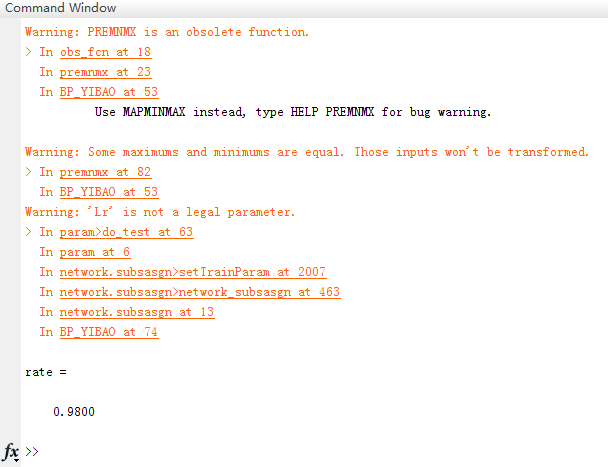 Command Window
Warning: PREMNMX is an obsolete function.
> In obs_fcn at 18
In premnmx at 23
In BP_YIBAO at 53
Use MAPMINMAX instead, type HELP PREMNMX for bug warning.
Warning: Some maximums and minimums are equal. Those inputs won't be transformed.
> In premnmx at 82
In BP_YIBAO at 53
Warning: 'Lr' is not a legal parameter.
> In param>do_test at 63
In param at 6
In network.subsasgn>setTrainParam at 2007
In network.subsasgn>network_subsasgn at 463
In network.subsasgn at 13
In BP_YIBAO at 74
rate =
0.9800
fx >>